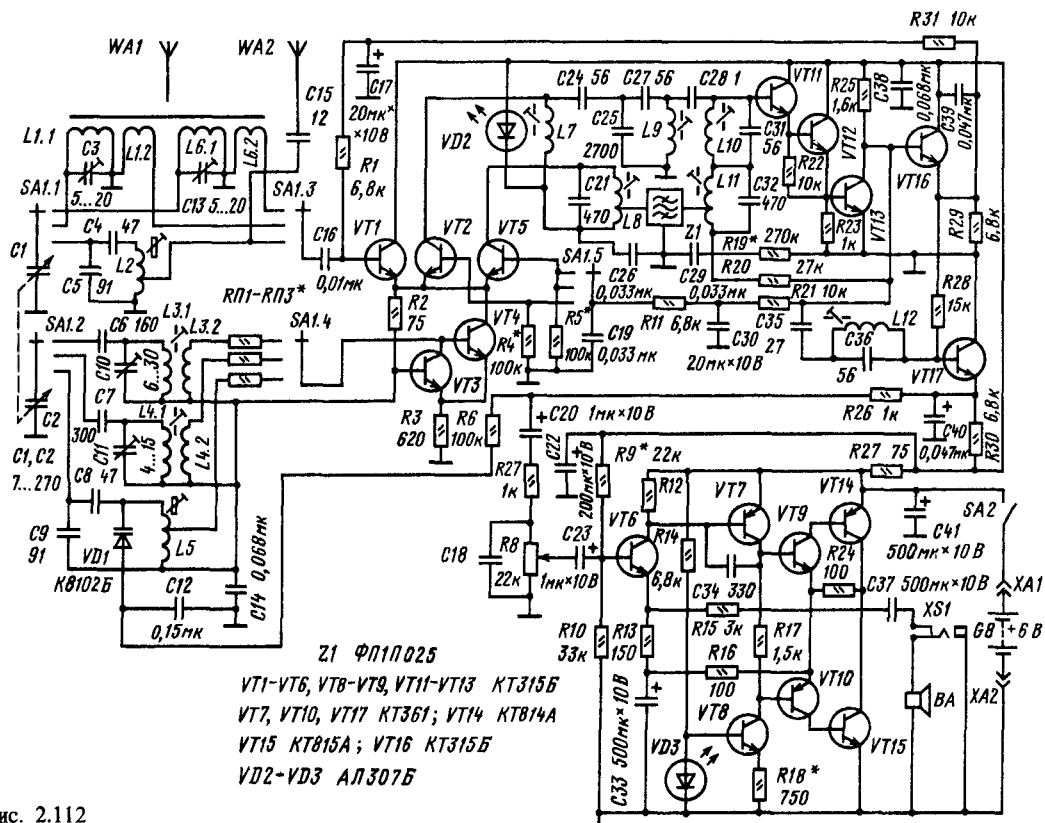 R31 10к
WA1
WA2
C17
20мк×
×10В
C15
12
L1.1
C3
L1.2
5...20
L6.1
L6.2
C13 5...20
SA1.1
SA1.3
R1
6,8к
VD2
C24 56
C27 56
C28 1
L7
C25
2700
L9
L10
C31
56
VT11
R25
1,6к
C38
0,068мк
C39
0,047мк
VT12
R22
10к
VT13
VT16
C4
47
C1
L2
C5
91
C16
0,01мк
VT1
VT2
VT5
C21
470
L8
L11
C32
470
Z1
R23
1к
R19* 270к
R29
6,8к
C26
0,033мк
C29
0,033мк
R20
27к
SA1.5
RП1-RП3*
R2
75
VT4
R4*
100к
R5*
100к
C19
0,033мк
R11
6,8к
R21 10к
C30
20мк×10В
C35
27
L12
C36
56
R28
15к
VT17
SA1.2
C6 160
L3.1
L3.2
SA1.4
C10
6...30
C7
300
C2
C1, C2
7...270
L4.1
C11
4...15
L4.2
VT3
R3
620
R6
100к
C20 1мк×10В
R26 1к
C40
0,047мк
R30
6,8к
C8
47
C9
91
VD1
КВ102Б
L5
C12
0,15мк
C14 0,068мк
R27
1к
C22
200мк×10В
R9* 22к
R27 75
C18
R8
22к
C23
1мк×10В
R12
R14
6,8к
VT6
VT7
VT9
VT14
R24
100
C34 330
C41
500мк×10В
SA2
C37 500мк×10В
XA1
XS1
GB
+6 В
XA2
R10
33к
R13
150
R15 3к
R17
1,5к
R16
100
VT10
VT8
VT15
BA
C33 500мк×10В
VD3
R18*
750
Z1 ФП1П025
VT1-VT6, VT8-VT9, VT11-VT13 КТ315Б
VT7, VT10, VT17 КТ361; VT14 КТ814А
VT15 КТ815А; VT16 КТ315Б
VD2-VD3 АЛ307Б
ис. 2.112